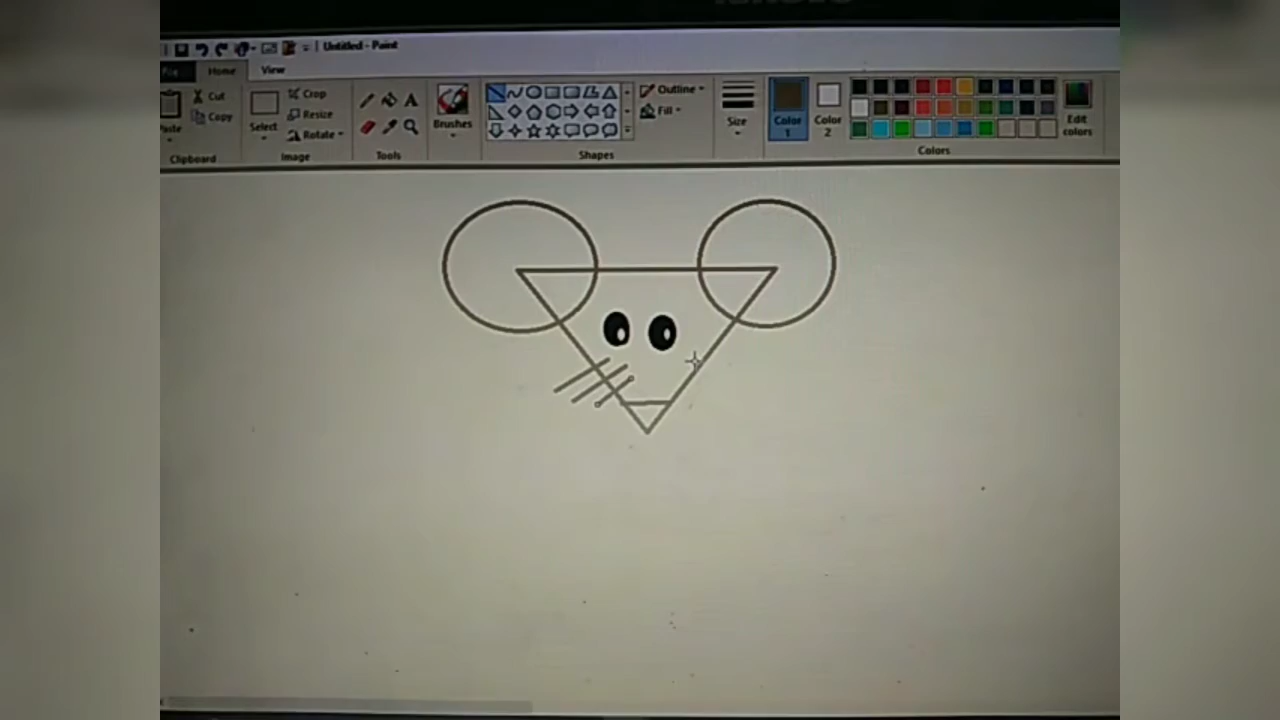 Untitled - Paint
File Home View
Cut
Copy
Paste
Clipboard
Select
Crop
Resize
Rotate
Image
Tools
Brushes
Shapes
Outline
Fill
Size
Color 1
Color 2
Edit colors
Colors